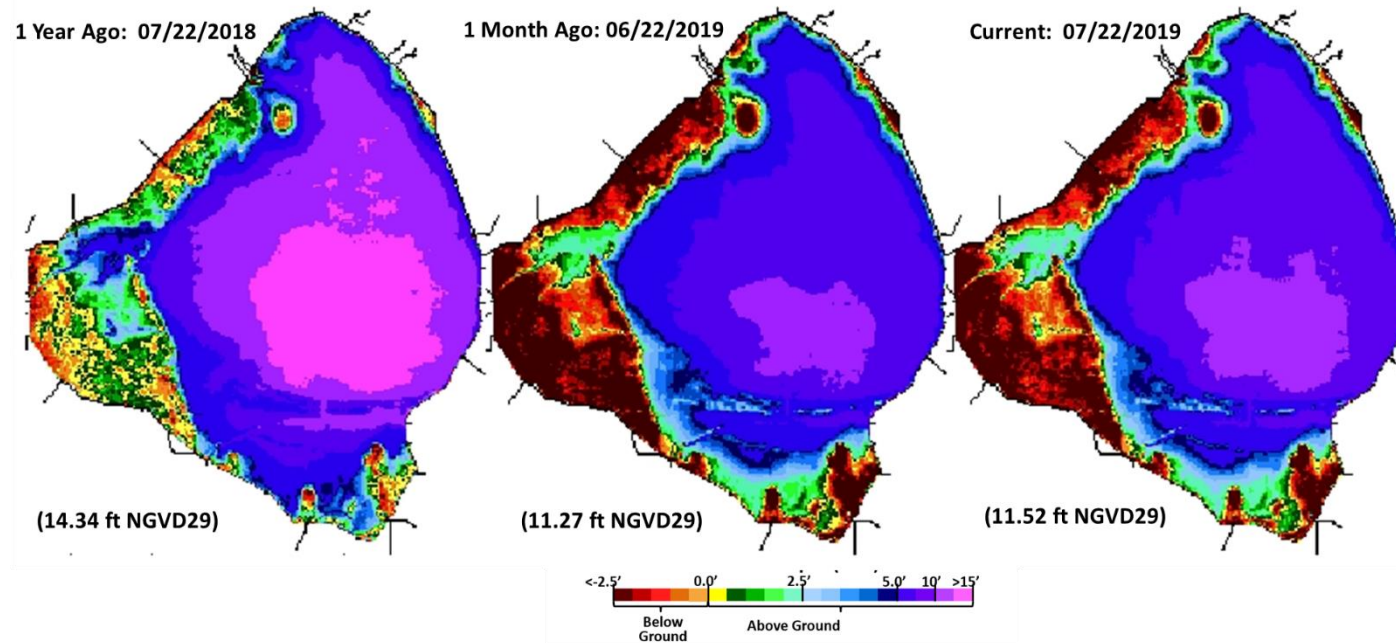 1 Year Ago: 07/22/2018
1 Month Ago: 06/22/2019
Current: 07/22/2019
(14.34 ft NGVD29)
(11.27 ft NGVD29)
(11.52 ft NGVD29)
<-2.5' 0.0' 2.5' 5.0' 10' >15'
Below Ground
Above Ground